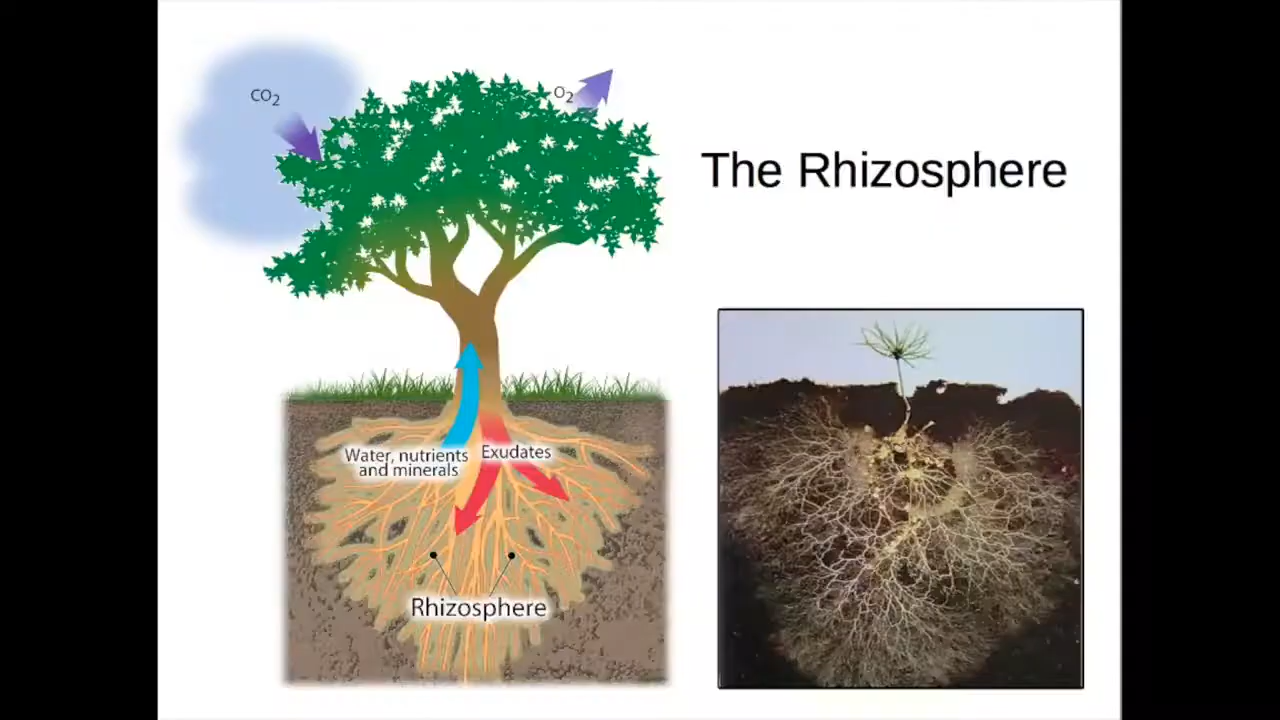 The Rhizosphere
CO₂
O₂
Water, nutrients
and minerals
Exudates
Rhizosphere